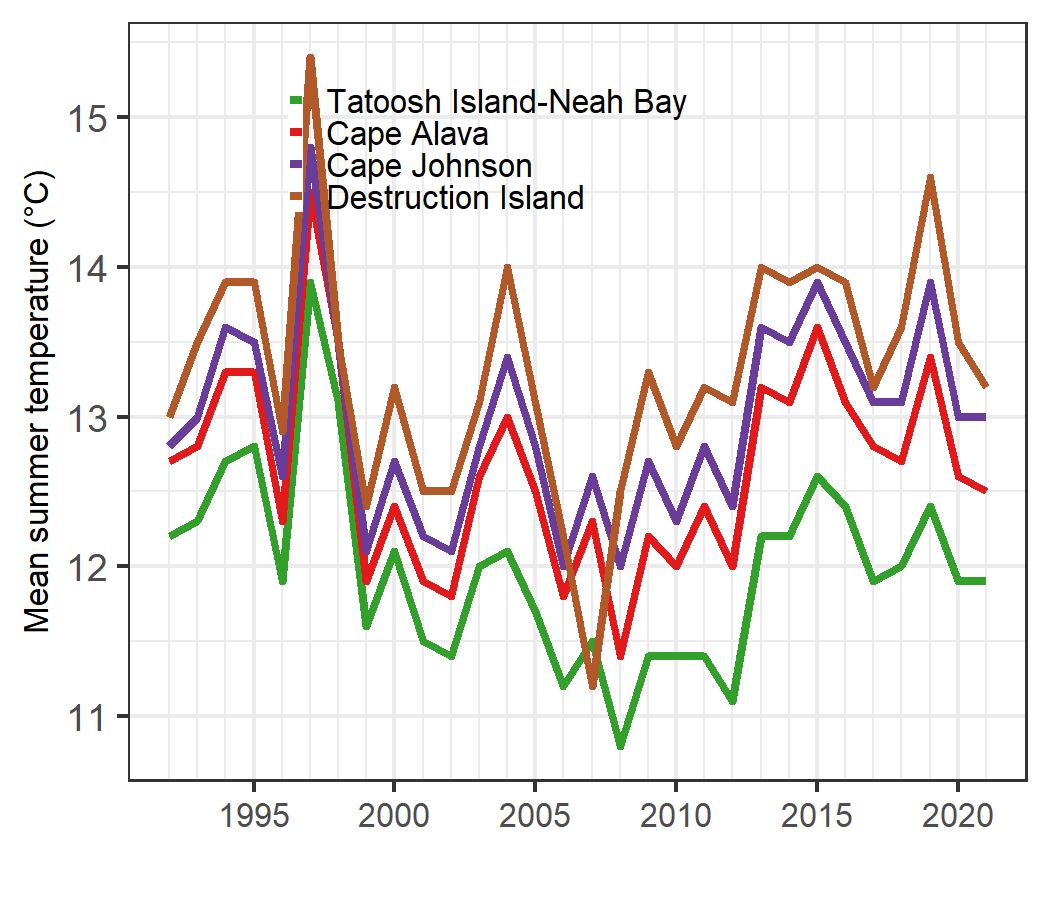 Tatoosh Island-Neah Bay
Cape Alava
Cape Johnson
Destruction Island
Mean summer temperature (°C)
15
14
13
12
11
1995 2000 2005 2010 2015 2020